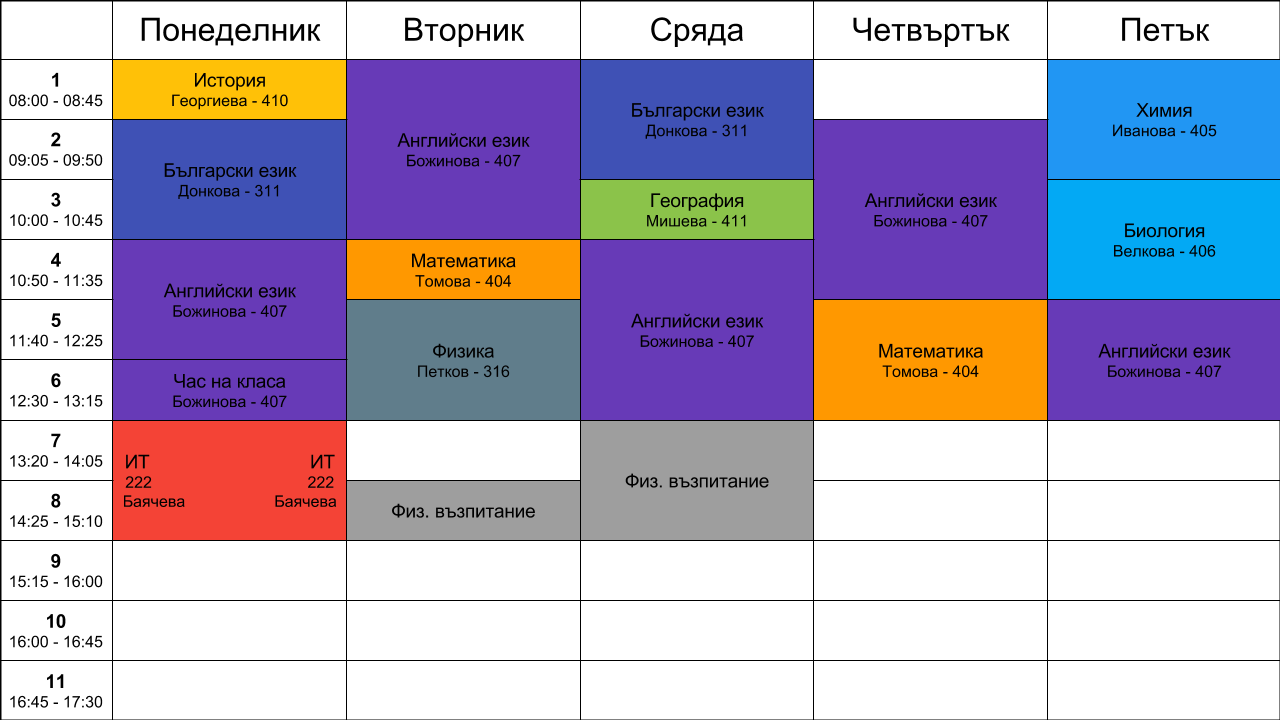 Понеделник
Вторник
Сряда
Четвъртък
Петък
1
08:00 - 08:45
История
Георгиева - 410
Английски език
Божинова - 407
Български език
Донкова - 311
Химия
Иванова - 405
2
09:05 - 09:50
Български език
Донкова - 311
Английски език
Божинова - 407
3
10:00 - 10:45
География
Мишева - 411
Биология
Велкова - 406
4
10:50 - 11:35
Английски език
Божинова - 407
Математика
Томова - 404
Английски език
Божинова - 407
5
11:40 - 12:25
Физика
Петков - 316
Математика
Томова - 404
Английски език
Божинова - 407
6
12:30 - 13:15
Час на класа
Божинова - 407
7
13:20 - 14:05
ИТ
222
Баячева
ИТ
222
Баячева
Физ. възпитание
8
14:25 - 15:10
Физ. възпитание
9
15:15 - 16:00
10
16:00 - 16:45
11
16:45 - 17:30